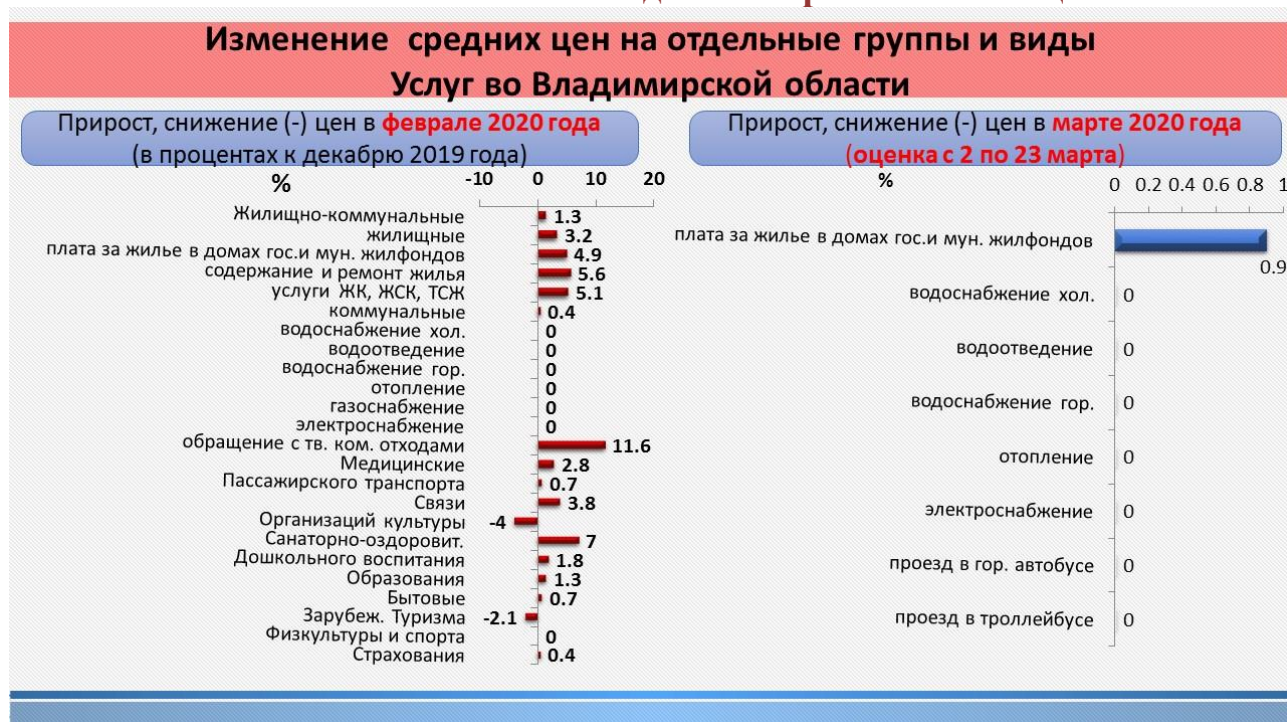 Изменение средних цен на отдельные группы и виды
Услуг во Владимирской области
Прирост, снижение (-) цен в феврале 2020 года
(в процентах к декабрю 2019 года)
%
-10 0 10 20
Жилищно-коммунальные 1.3
жилищные 3.2
плата за жилье в домах гос.и мун. жилфондов 4.9
содержание и ремонт жилья 5.6
услуги ЖК, ЖСК, ТСЖ 5.1
коммунальные 0.4
водоснабжение хол. 0
водоотведение 0
водоснабжение гор. 0
отопление 0
газоснабжение 0
электроснабжение 0
обращение с тв. ком. отходами 11.6
Медицинские 2.8
Пассажирского транспорта 0.7
Связи 3.8
Организаций культуры -4
Санаторно-оздоровит. 7
Дошкольного воспитания 1.8
Образования 1.3
Бытовые 0.7
Зарубеж. Туризма -2.1
Физкультуры и спорта 0
Страхования 0.4
Прирост, снижение (-) цен в марте 2020 года
(оценка с 2 по 23 марта)
%
0 0.2 0.4 0.6 0.8 1
плата за жилье в домах гос.и мун. жилфондов
0.9
водоснабжение хол. 0
водоотведение 0
водоснабжение гор. 0
отопление 0
электроснабжение 0
проезд в гор. автобусе 0
проезд в троллейбусе 0